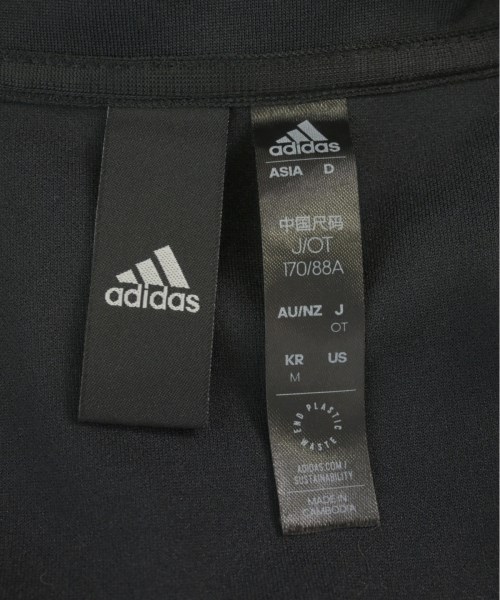 adidas
adidas
ASIA D
中国尺码
J/OT
170/88A
AU/NZ J
OT
KR US
M
END PLASTIC WASTE
ADIDAS.COM/
SUSTAINABILITY
MADE IN
CAMBODIA